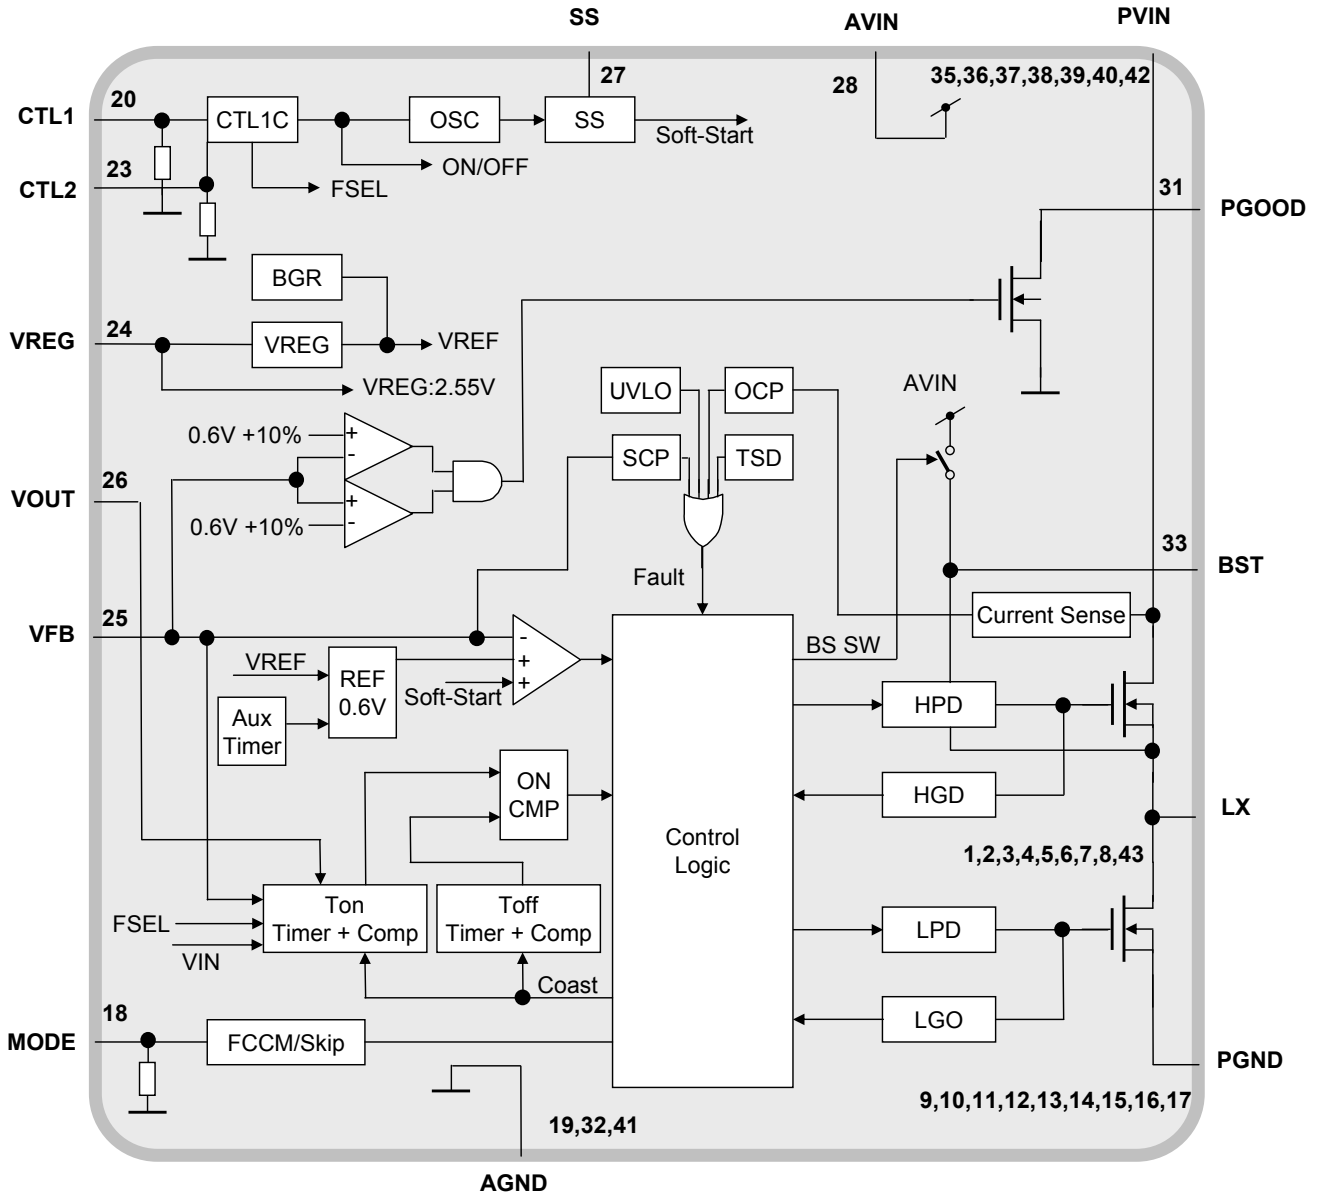 SS
AVIN
PVIN
27
28
35,36,37,38,39,40,42
CTL1
20
CTL1C
OSC
SS
Soft-Start
ON/OFF
23
CTL2
FSEL
31
PGOOD
BGR
VREG
24
VREG
VREF
VREG:2.55V
UVLO
OCP
AVIN
0.6V +10%
+
-
SCP
TSD
26
VOUT
+
0.6V +10%
-
33
BST
Fault
25
VFB
Current Sense
-
BS SW
VREF
REF
0.6V
+
Soft-Start
+
HPD
Aux
Timer
ON
CMP
HGD
LX
Control
Logic
1,2,3,4,5,6,7,8,43
Ton
Timer + Comp
Toff
Timer + Comp
FSEL
VIN
LPD
Coast
18
MODE
FCCM/Skip
LGO
PGND
9,10,11,12,13,14,15,16,17
19,32,41
AGND